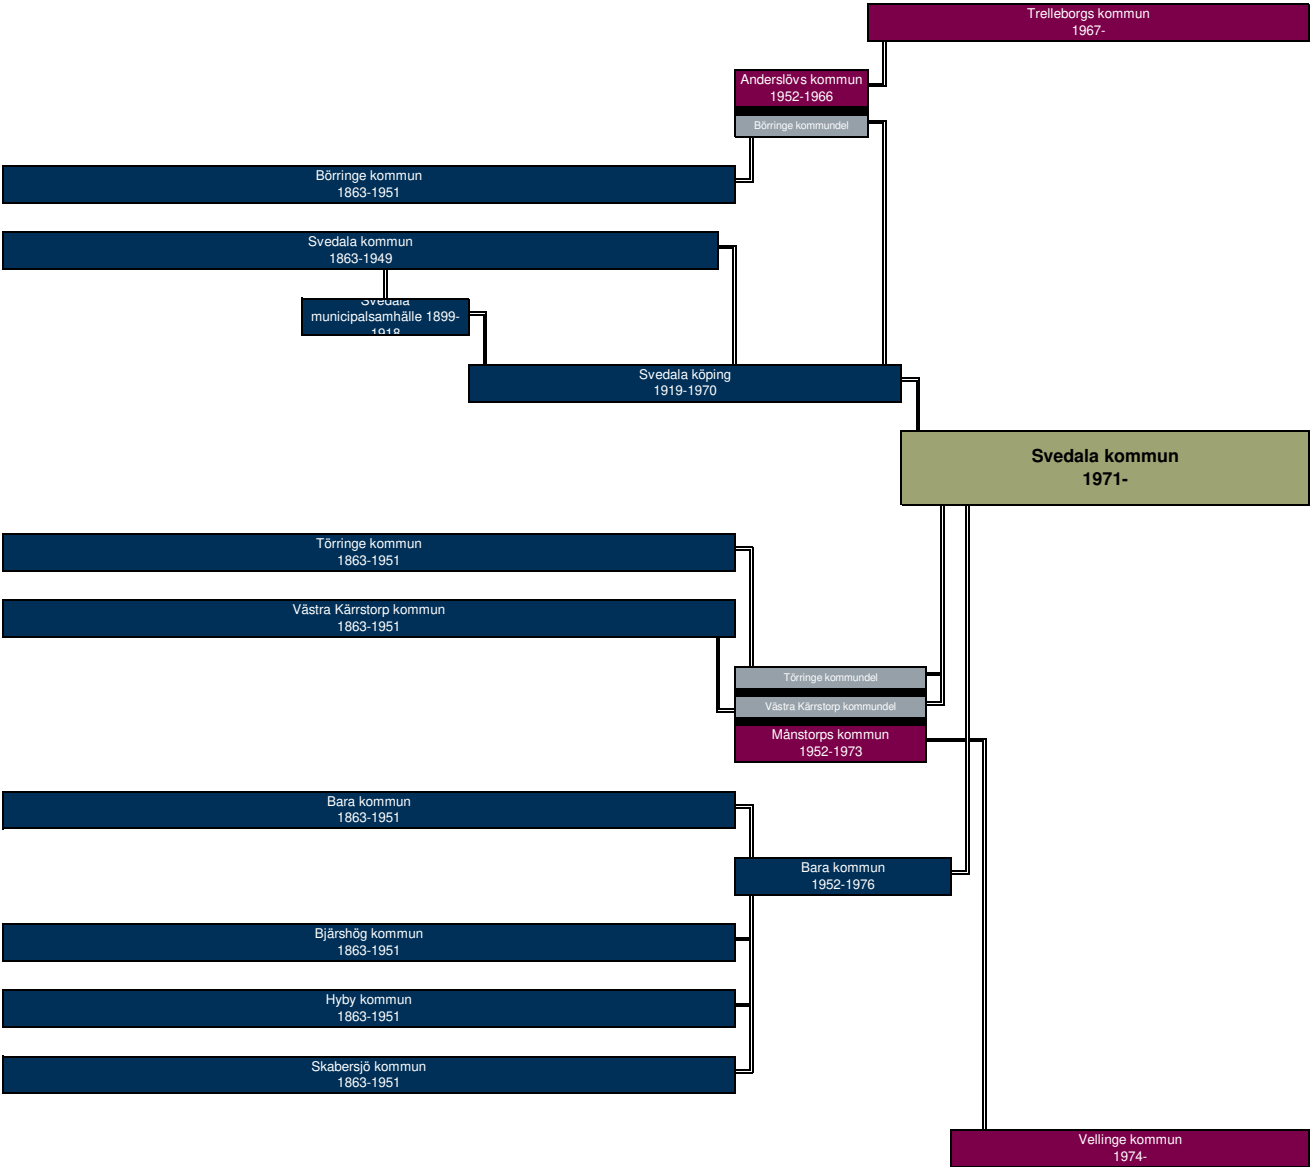 Trelleborgs kommun
1967-
Anderslövs kommun
1952-1966
Börringe kommundel
Börringe kommun
1863-1951
Svedala kommun
1863-1949
Svedala
municipalsamhälle 1899-
1918
Svedala köping
1919-1970
Svedala kommun
1971-
Törringe kommun
1863-1951
Västra Kärrstorp kommun
1863-1951
Törringe kommundel
Västra Kärrstorp kommundel
Månstorps kommun
1952-1973
Bara kommun
1863-1951
Bara kommun
1952-1976
Bjärshög kommun
1863-1951
Hyby kommun
1863-1951
Skabersjö kommun
1863-1951
Vellinge kommun
1974-